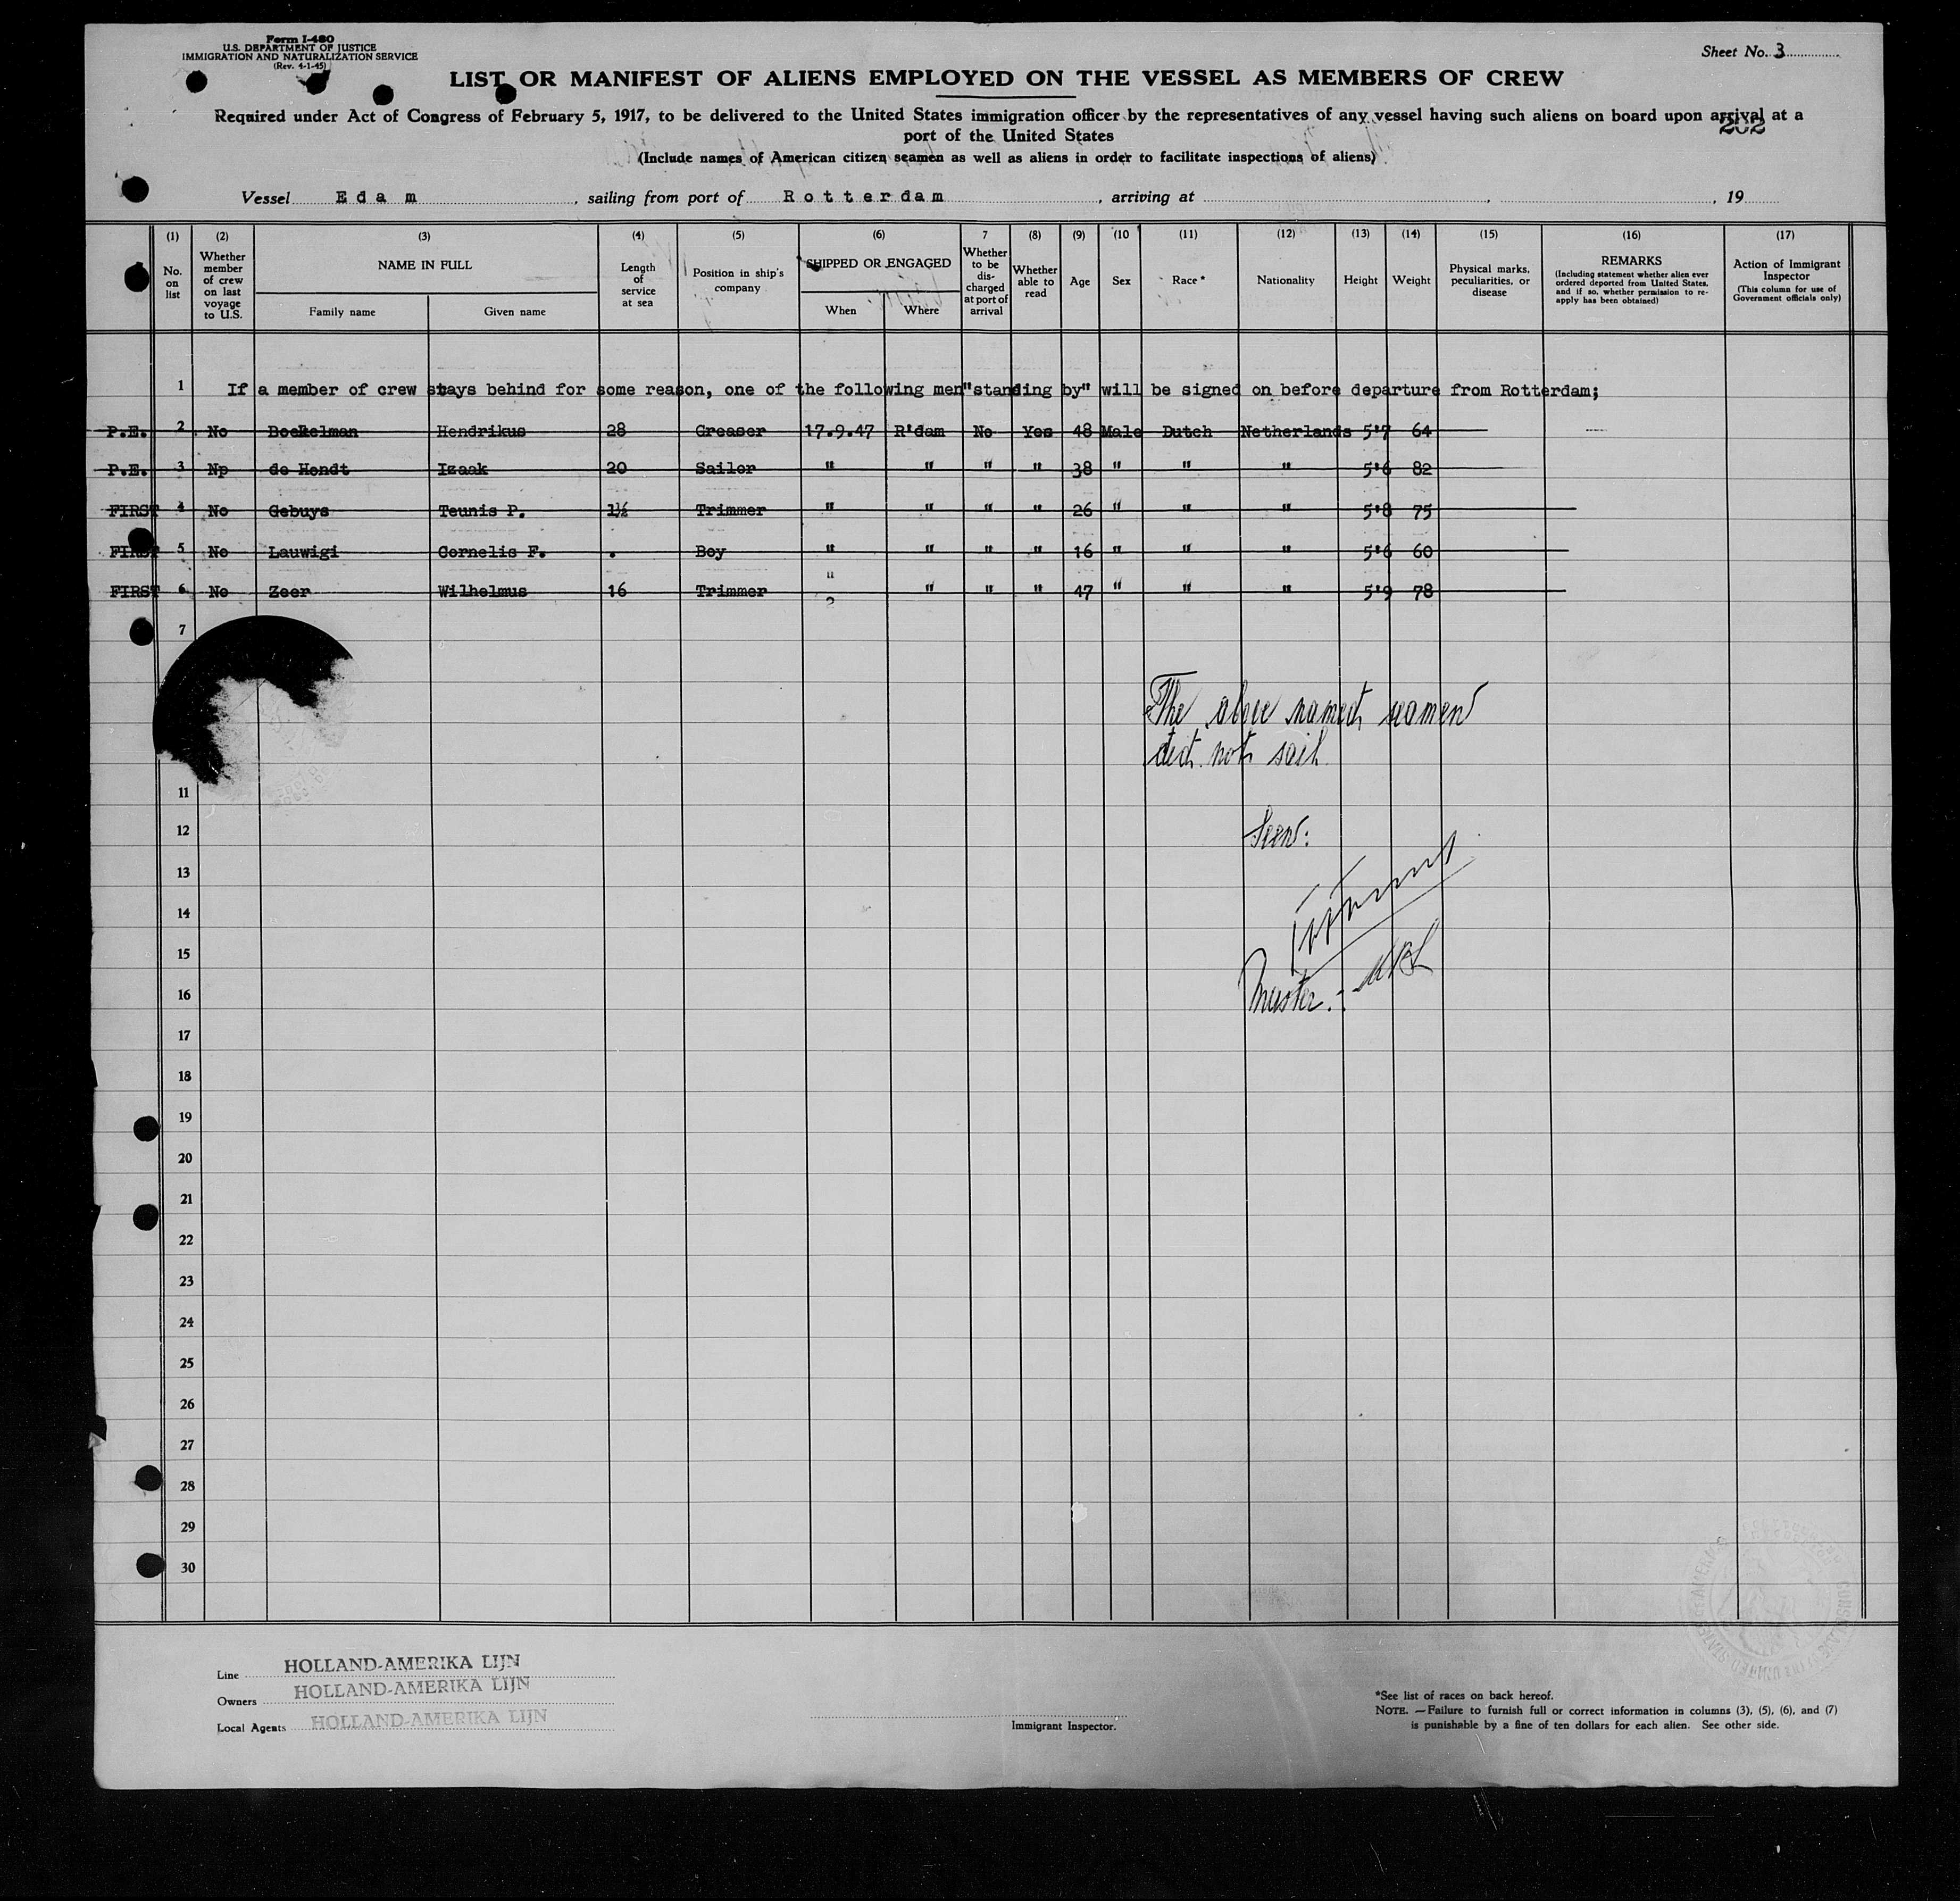 Form I-480
U.S. DEPARTMENT OF JUSTICE
IMMIGRATION AND NATURALIZATION SERVICE
(Rev. 4-1-45)
Sheet No. 3
LIST OR MANIFEST OF ALIENS EMPLOYED ON THE VESSEL AS MEMBERS OF CREW
Required under Act of Congress of February 5, 1917, to be delivered to the United States immigration officer by the representatives of any vessel having such aliens on board upon arrival at a
port of the United States
202
(Include names of American citizen seamen as well as aliens in order to facilitate inspections of aliens)
Vessel Edam, sailing from port of Rotterdam, arriving at , , 19
(1) (2) (3) (4) (5) (6) 7 (8) (9) (10 (11) (12) (13) (14) (15) (16) (17)
No. on list
Whether member of crew on last voyage to U.S.
NAME IN FULL
Family name Given name
Length of service at sea
Position in ship's company
SHIPPED OR ENGAGED
When Where
Whether to be discharged at port of arrival
Whether able to read
Age
Sex
Race*
Nationality
Height
Weight
Physical marks, peculiarities, or disease
REMARKS
(Including statement whether alien ever ordered deported from United States, and if so, whether permission to re-apply has been obtained)
Action of Immigrant Inspector
(This column for use of Government officials only)
1 If a member of crew stays behind for some reason, one of the following men "standing by" will be signed on before departure from Rotterdam;
P.E. 2 No Boekelman Hendrikus 28 Greaser 17.9.47 R'dam No Yes 48 Male Dutch Netherlands 5'7 64
P.E. 3 Np de Hondt Izaak 20 Sailor " " " " 38 " " " 5'6 82
FIRST 4 No Gebuys Teunis P. 1½ Trimmer " " " " 26 " " " 5'8 75
FIRST 5 No Lauwigi Cornelis F. . Boy " " " " 16 " " " 5'6 60
FIRST 6 No Zeer Wilhelmus 16 Trimmer " " " " 47 " " " 5'9 78
7
The above named seamen
did not sail
11
12
Seen:
13
14
15
16
Master:
17
18
19
20
21
22
23
24
25
26
27
28
29
30
Line HOLLAND-AMERIKA LIJN
Owners HOLLAND-AMERIKA LIJN
Local Agents HOLLAND-AMERIKA LIJN
Immigrant Inspector.
*See list of races on back hereof.
NOTE.—Failure to furnish full or correct information in columns (3), (5), (6), and (7)
is punishable by a fine of ten dollars for each alien. See other side.